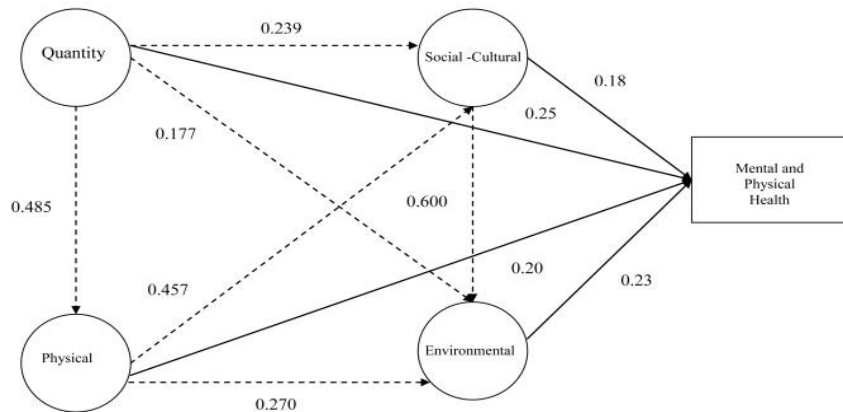 0.239
Quantity
Social -Cultural
0.18
0.25
0.177
Mental and
Physical
Health
0.485
0.600
0.457
0.20
0.23
Physical
Environmental
0.270